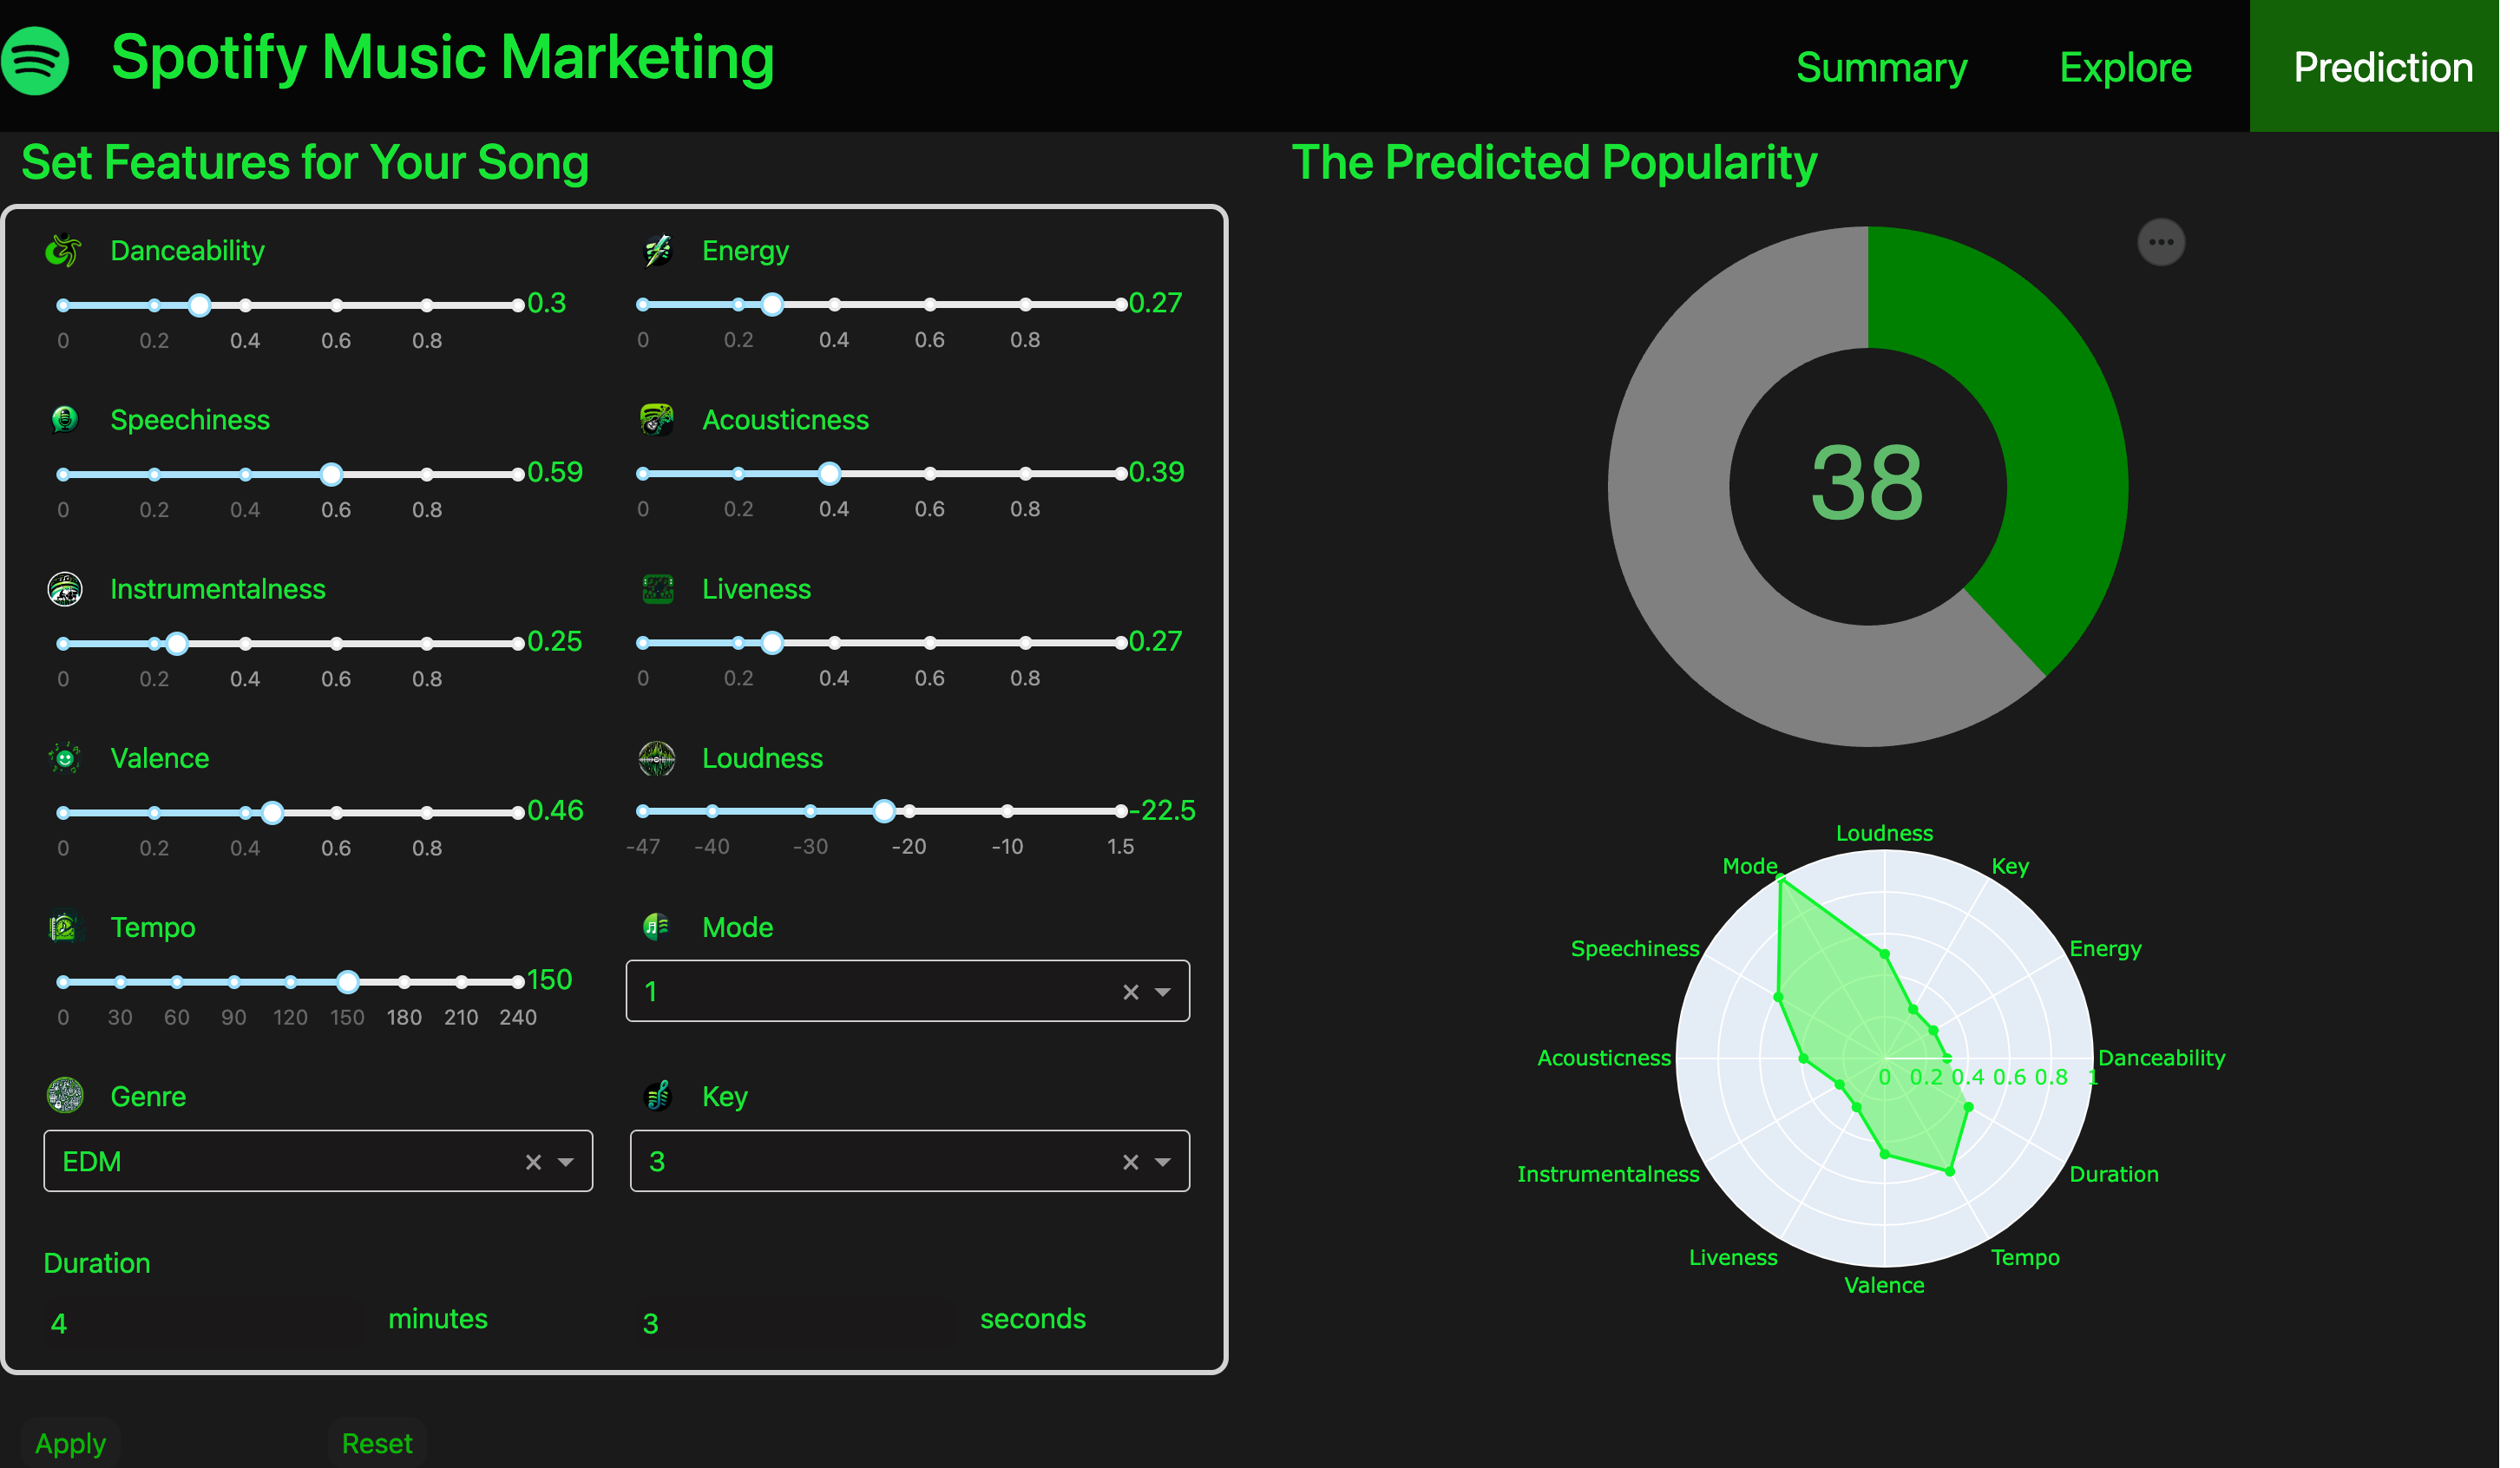 Spotify Music Marketing
Summary Explore Prediction
Set Features for Your Song
Danceability Energy
0.3 0.27
0 0.2 0.4 0.6 0.8 0 0.2 0.4 0.6 0.8
Speechiness Acousticness
0.59 0.39
0 0.2 0.4 0.6 0.8 0 0.2 0.4 0.6 0.8
Instrumentalness Liveness
0.25 0.27
0 0.2 0.4 0.6 0.8 0 0.2 0.4 0.6 0.8
Valence Loudness
0.46 -22.5
0 0.2 0.4 0.6 0.8 -47 -40 -30 -20 -10 1.5
Tempo Mode
150 1
0 30 60 90 120 150 180 210 240
Genre Key
EDM 3
Duration
4 minutes 3 seconds
Apply Reset
The Predicted Popularity
38
Loudness
Mode Key
Speechiness Energy
Acousticness Danceability
0 0.2 0.4 0.6 0.8 1
Instrumentalness Duration
Liveness Tempo
Valence